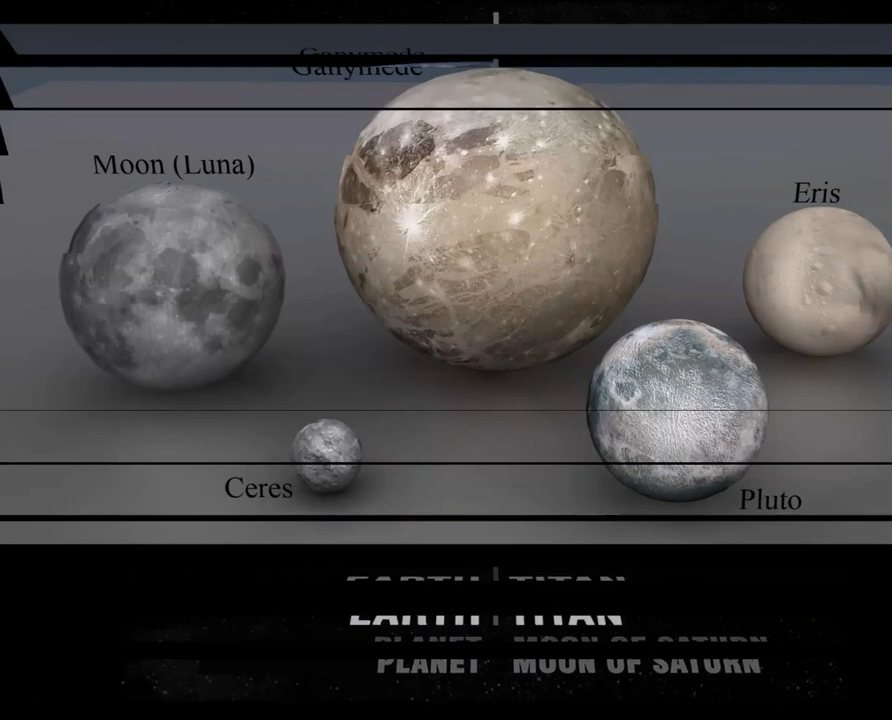 Ganymede
Moon (Luna)
Eris
Ceres
Pluto
EARTH TITAN
PLANET MOON OF SATURN